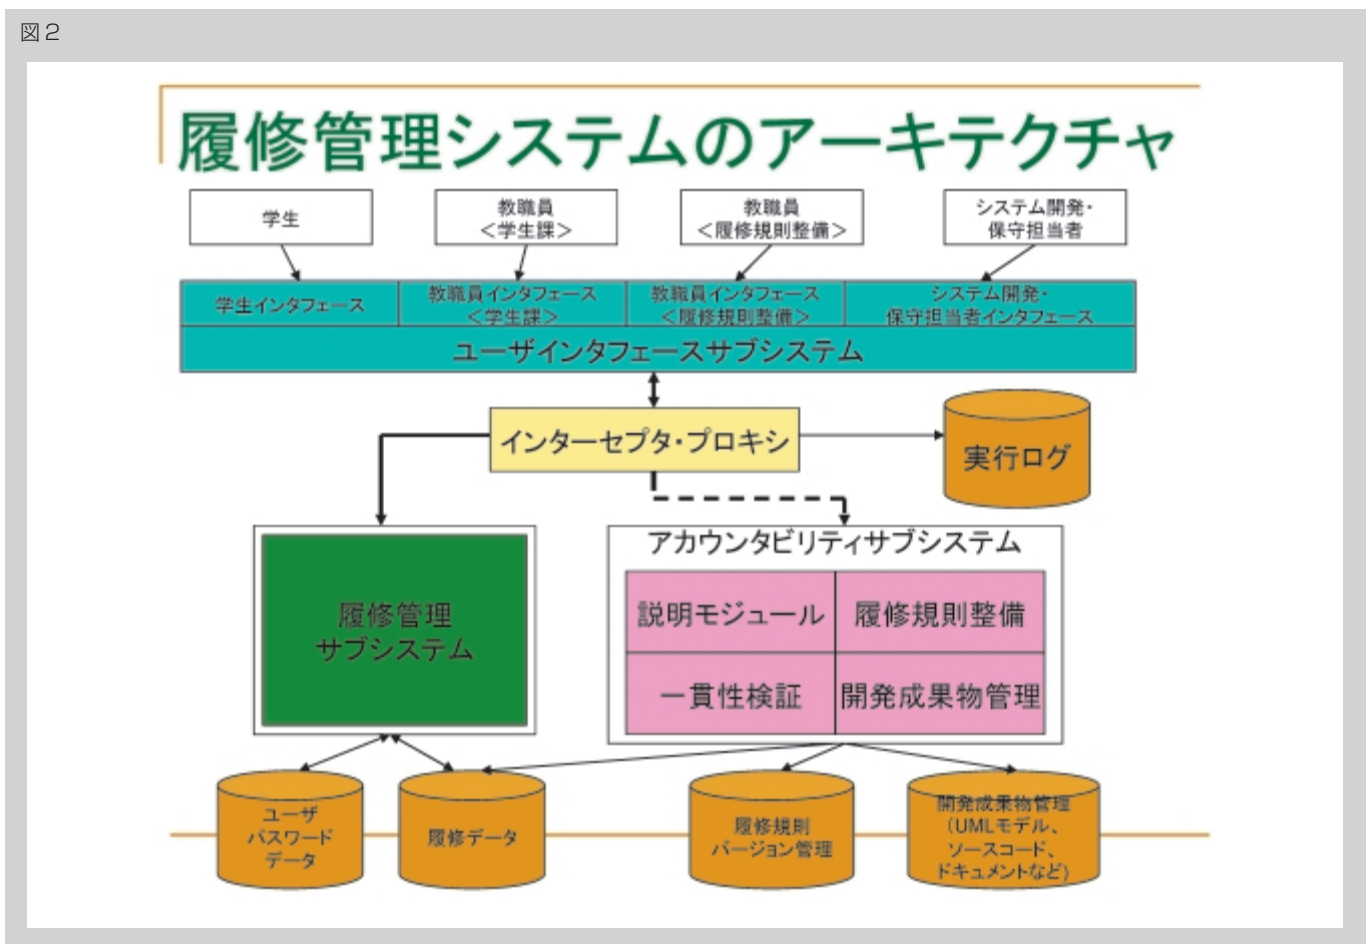 図2
履修管理システムのアーキテクチャ
学生
教職員
＜学生課＞
教職員
＜履修規則整備＞
システム開発・
保守担当者
学生インタフェース
教職員インタフェース
＜学生課＞
教職員インタフェース
＜履修規則整備＞
システム開発・
保守担当者インタフェース
ユーザインタフェースサブシステム
インターセプタ・プロキシ
実行ログ
履修管理
サブシステム
アカウンタビリティサブシステム
説明モジュール
履修規則整備
一貫性検証
開発成果物管理
ユーザ
パスワード
データ
履修データ
履修規則
バージョン管理
開発成果物管理
(UMLモデル、
ソースコード、
ドキュメントなど)